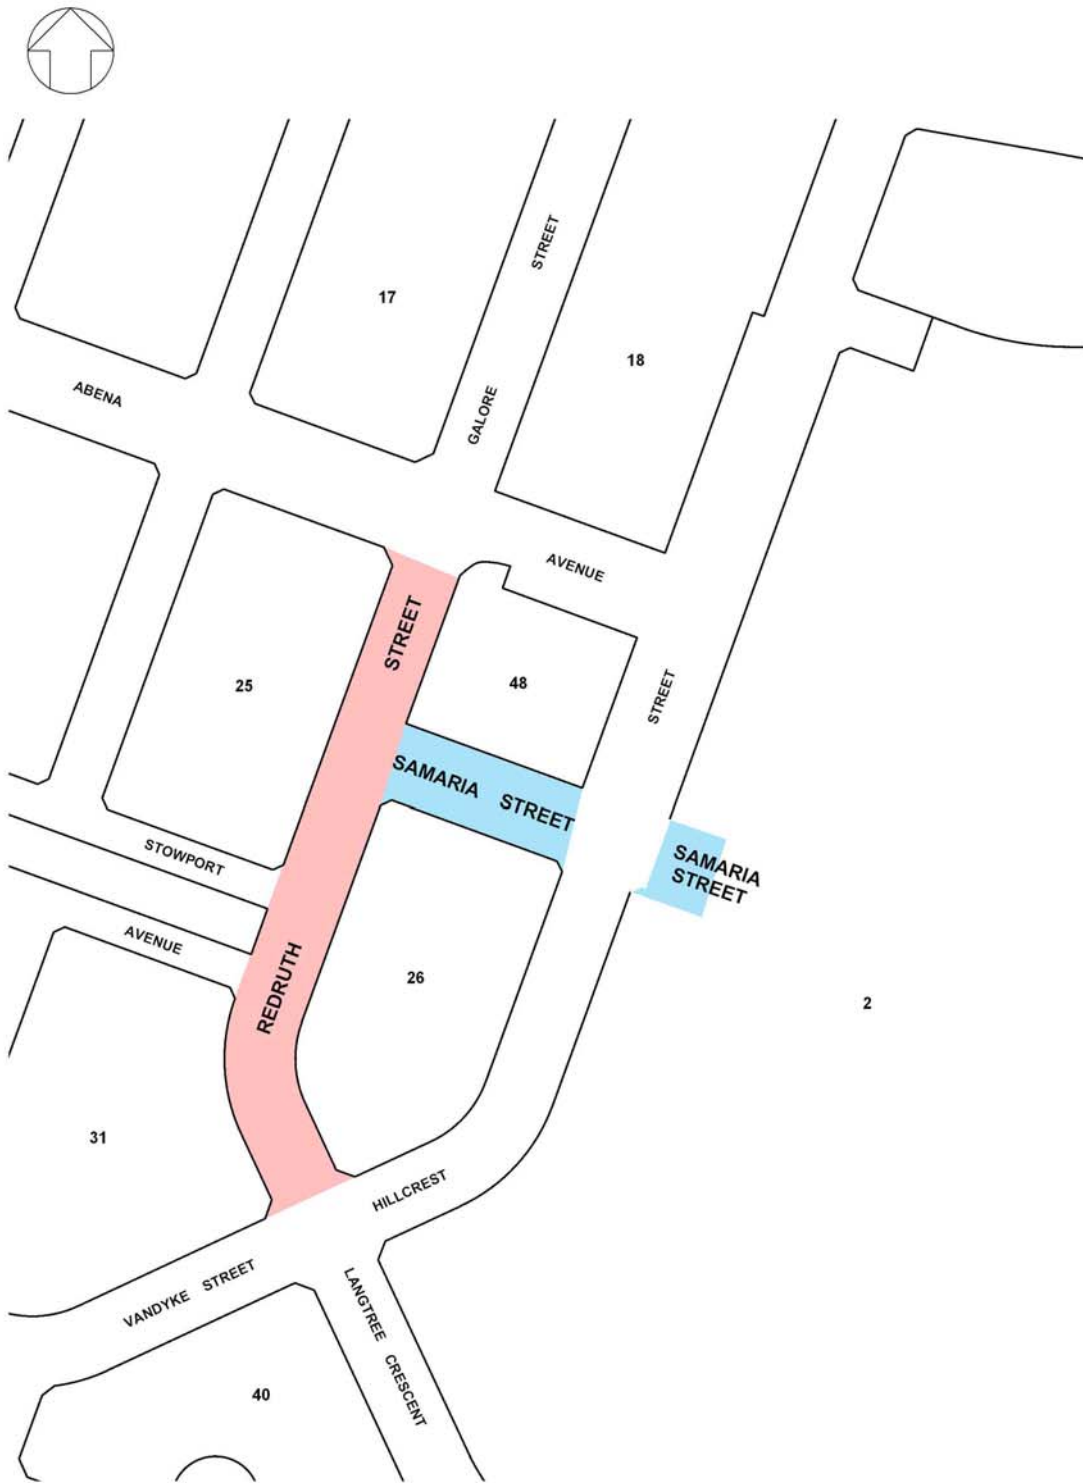 STREET
17
18
ABENA
GALORE
AVENUE
STREET
25
48
STREET
SAMARIA STREET
STOWPORT
SAMARIA
STREET
AVENUE
REDRUTH
26
2
31
HILLCREST
VANDYKE STREET
LANGTREE CRESCENT
40